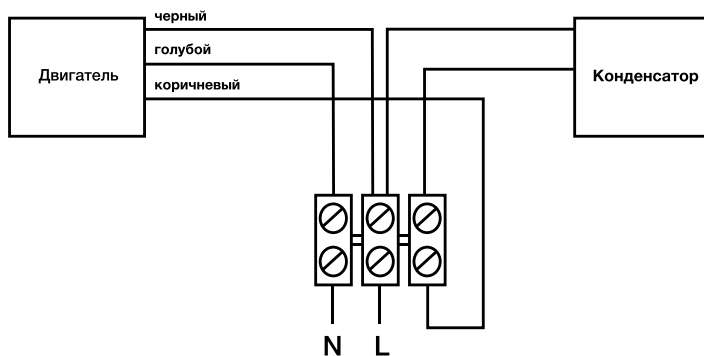 черный
голубой
Двигатель
коричневый
Конденсатор
N L